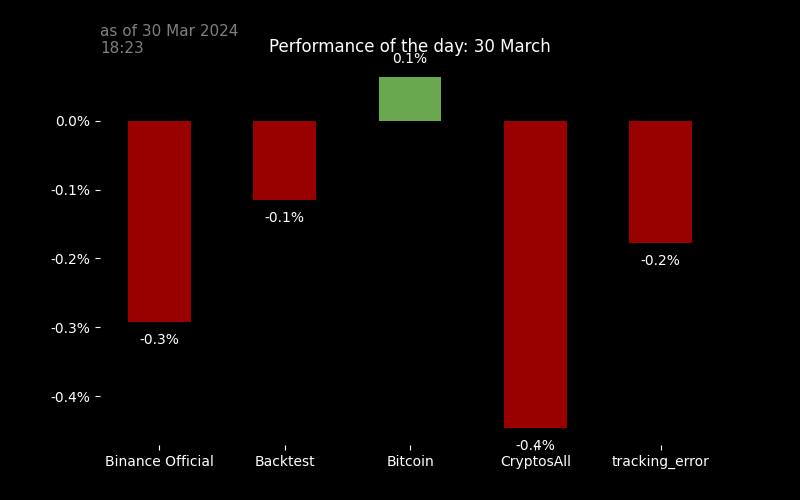 as of 30 Mar 2024
18:23
Performance of the day: 30 March
0.1%
0.0%
-0.1%
-0.1%
-0.2%
-0.2%
-0.3%
-0.3%
-0.4%
-0.4%
Binance Official
Backtest
Bitcoin
CryptosAll
tracking_error